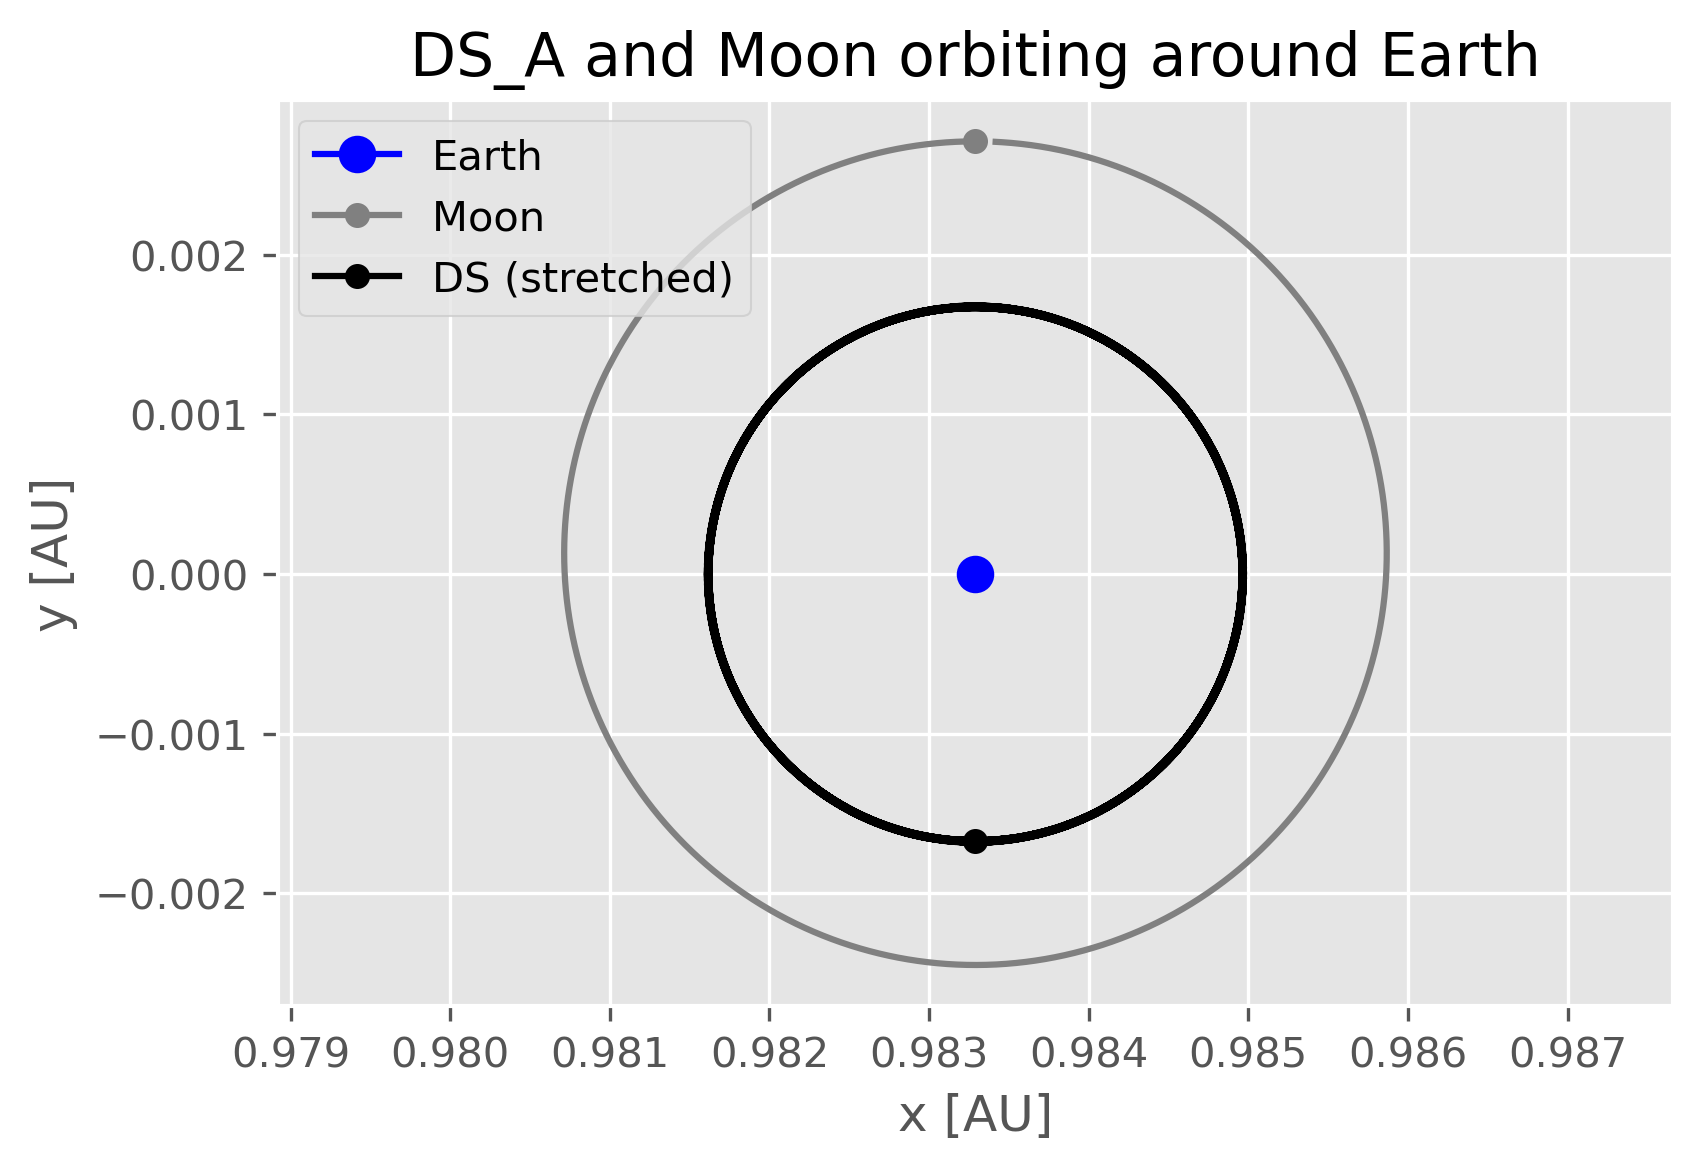 DS_A and Moon orbiting around Earth
Earth
Moon
DS (stretched)
y [AU]
0.002
0.001
0.000
−0.001
−0.002
0.979 0.980 0.981 0.982 0.983 0.984 0.985 0.986 0.987
x [AU]